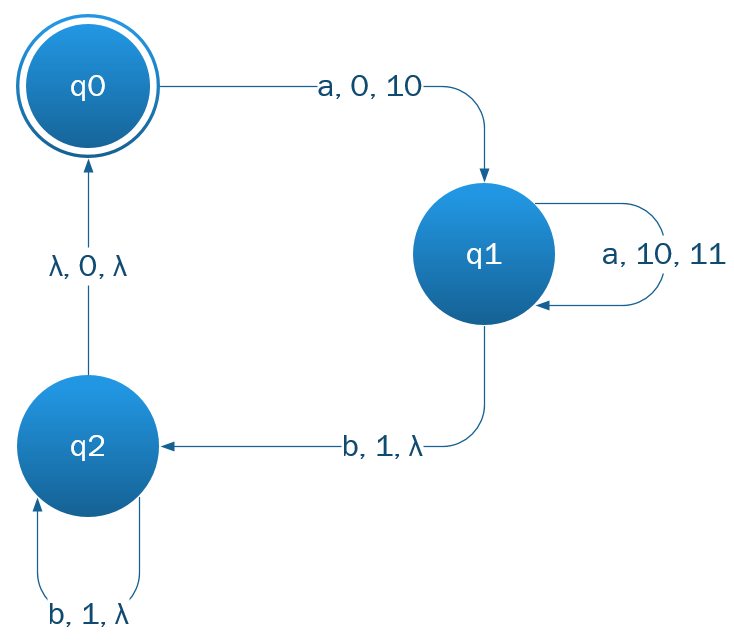 q0
a, 0, 10
q1
a, 10, 11
λ, 0, λ
q2
b, 1, λ
b, 1, λ